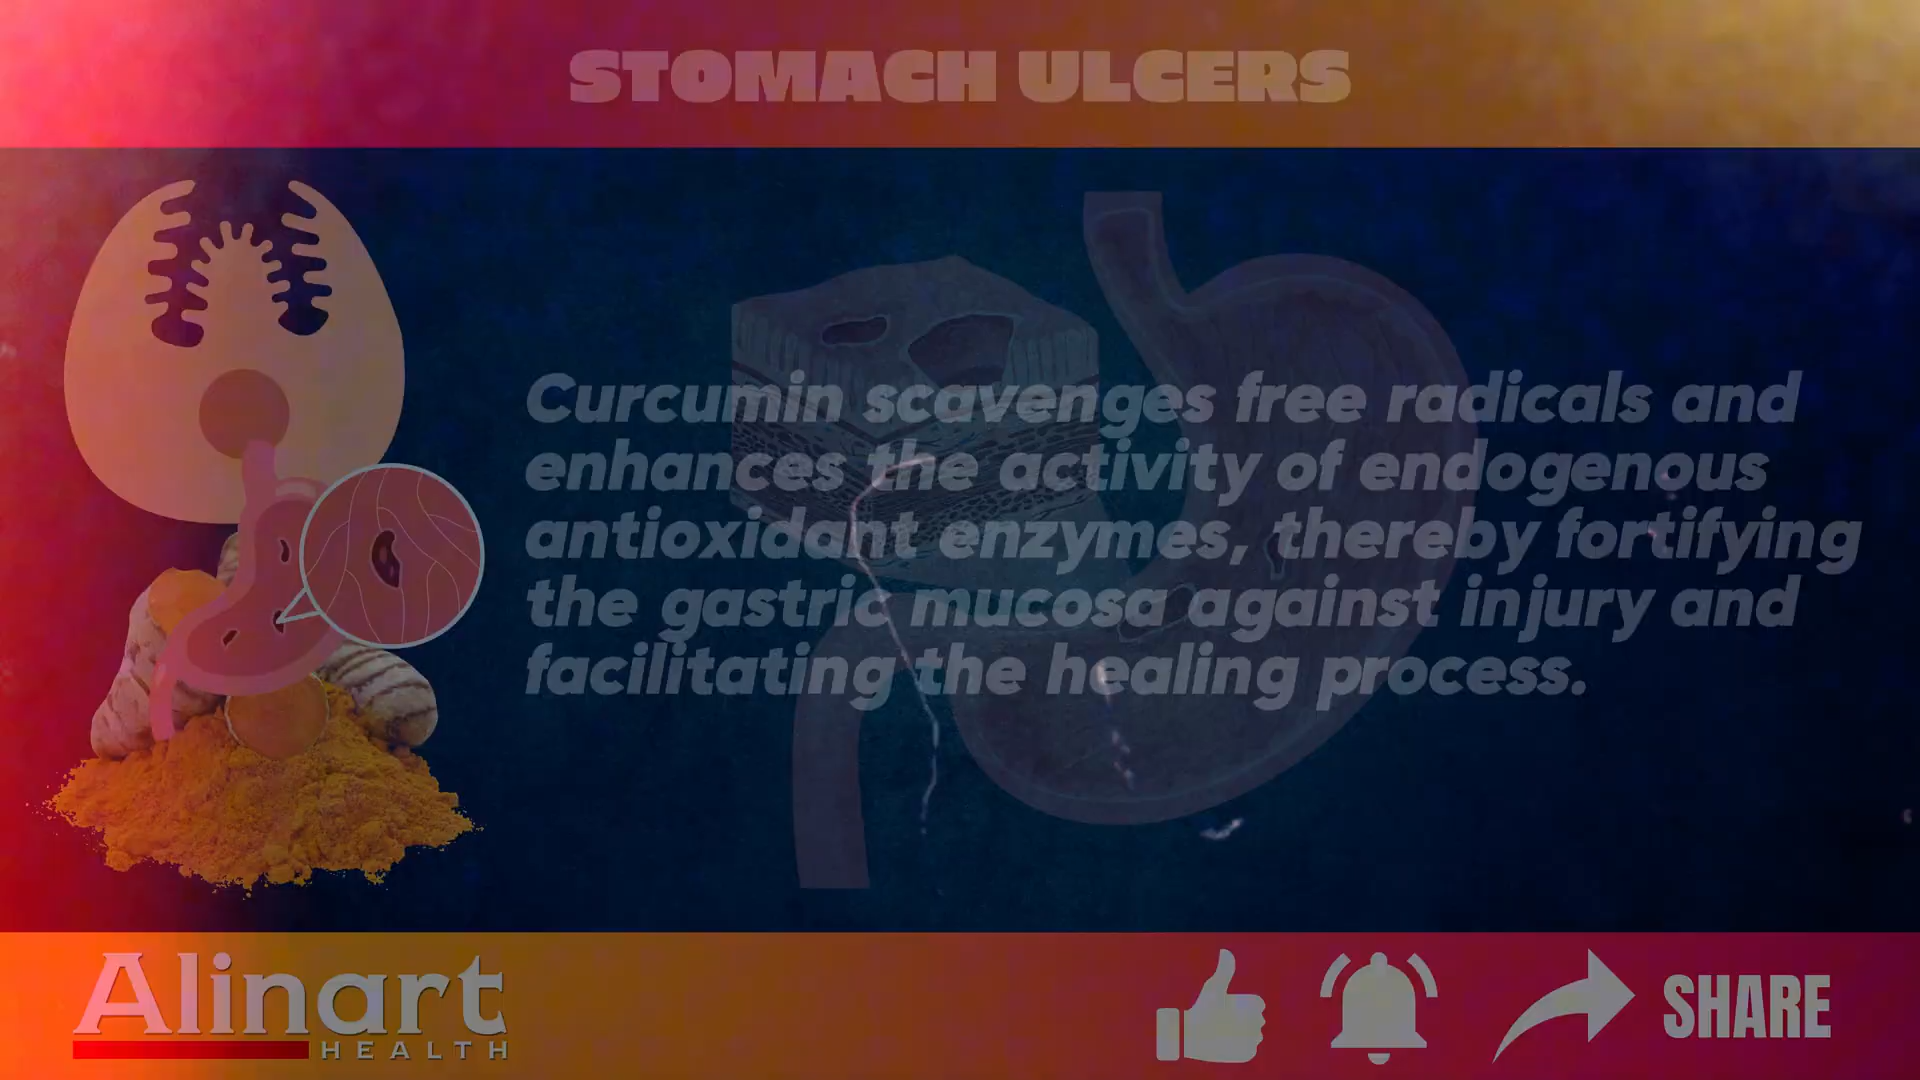 STOMACH ULCERS
Curcumin scavenges free radicals and
enhances the activity of endogenous
antioxidant enzymes, thereby fortifying
the gastric mucosa against injury and
facilitating the healing process.
Alinart
HEALTH
SHARE